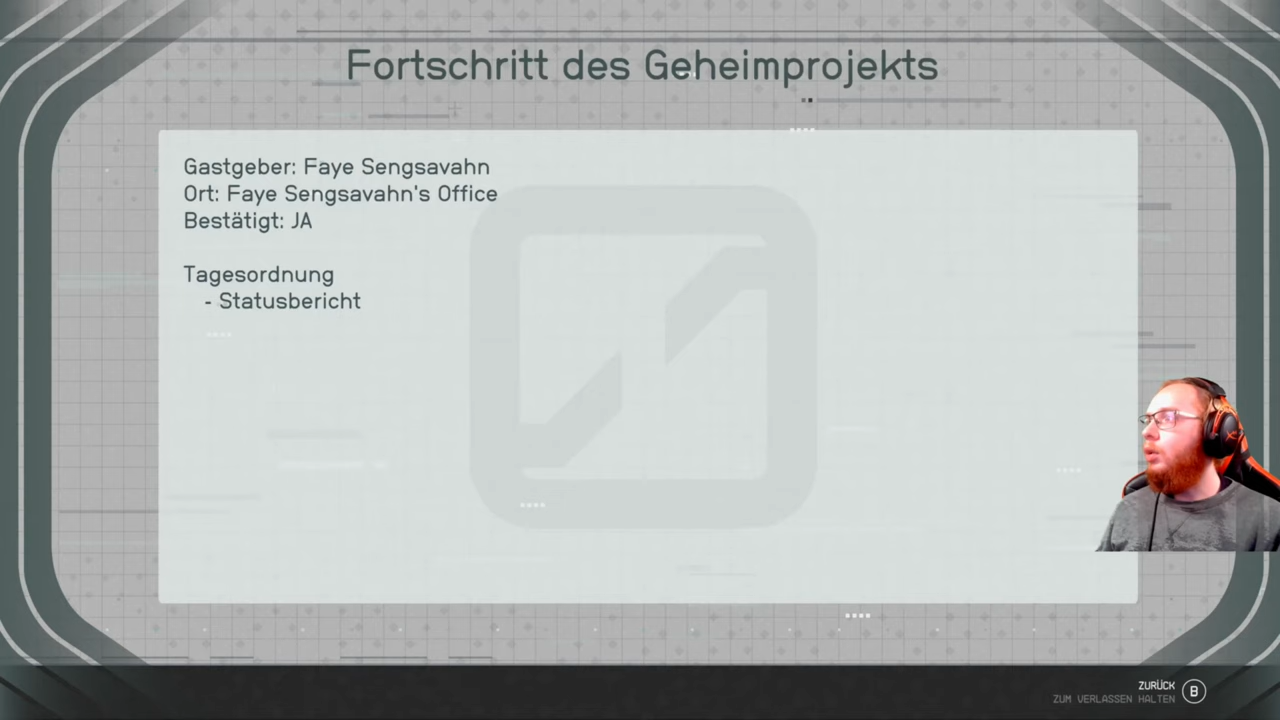 Fortschritt des Geheimprojekts
Gastgeber: Faye Sengsavahn
Ort: Faye Sengsavahn's Office
Bestätigt: JA
Tagesordnung
- Statusbericht
ZURÜCK
ZUM VERLASSEN HALTEN
B